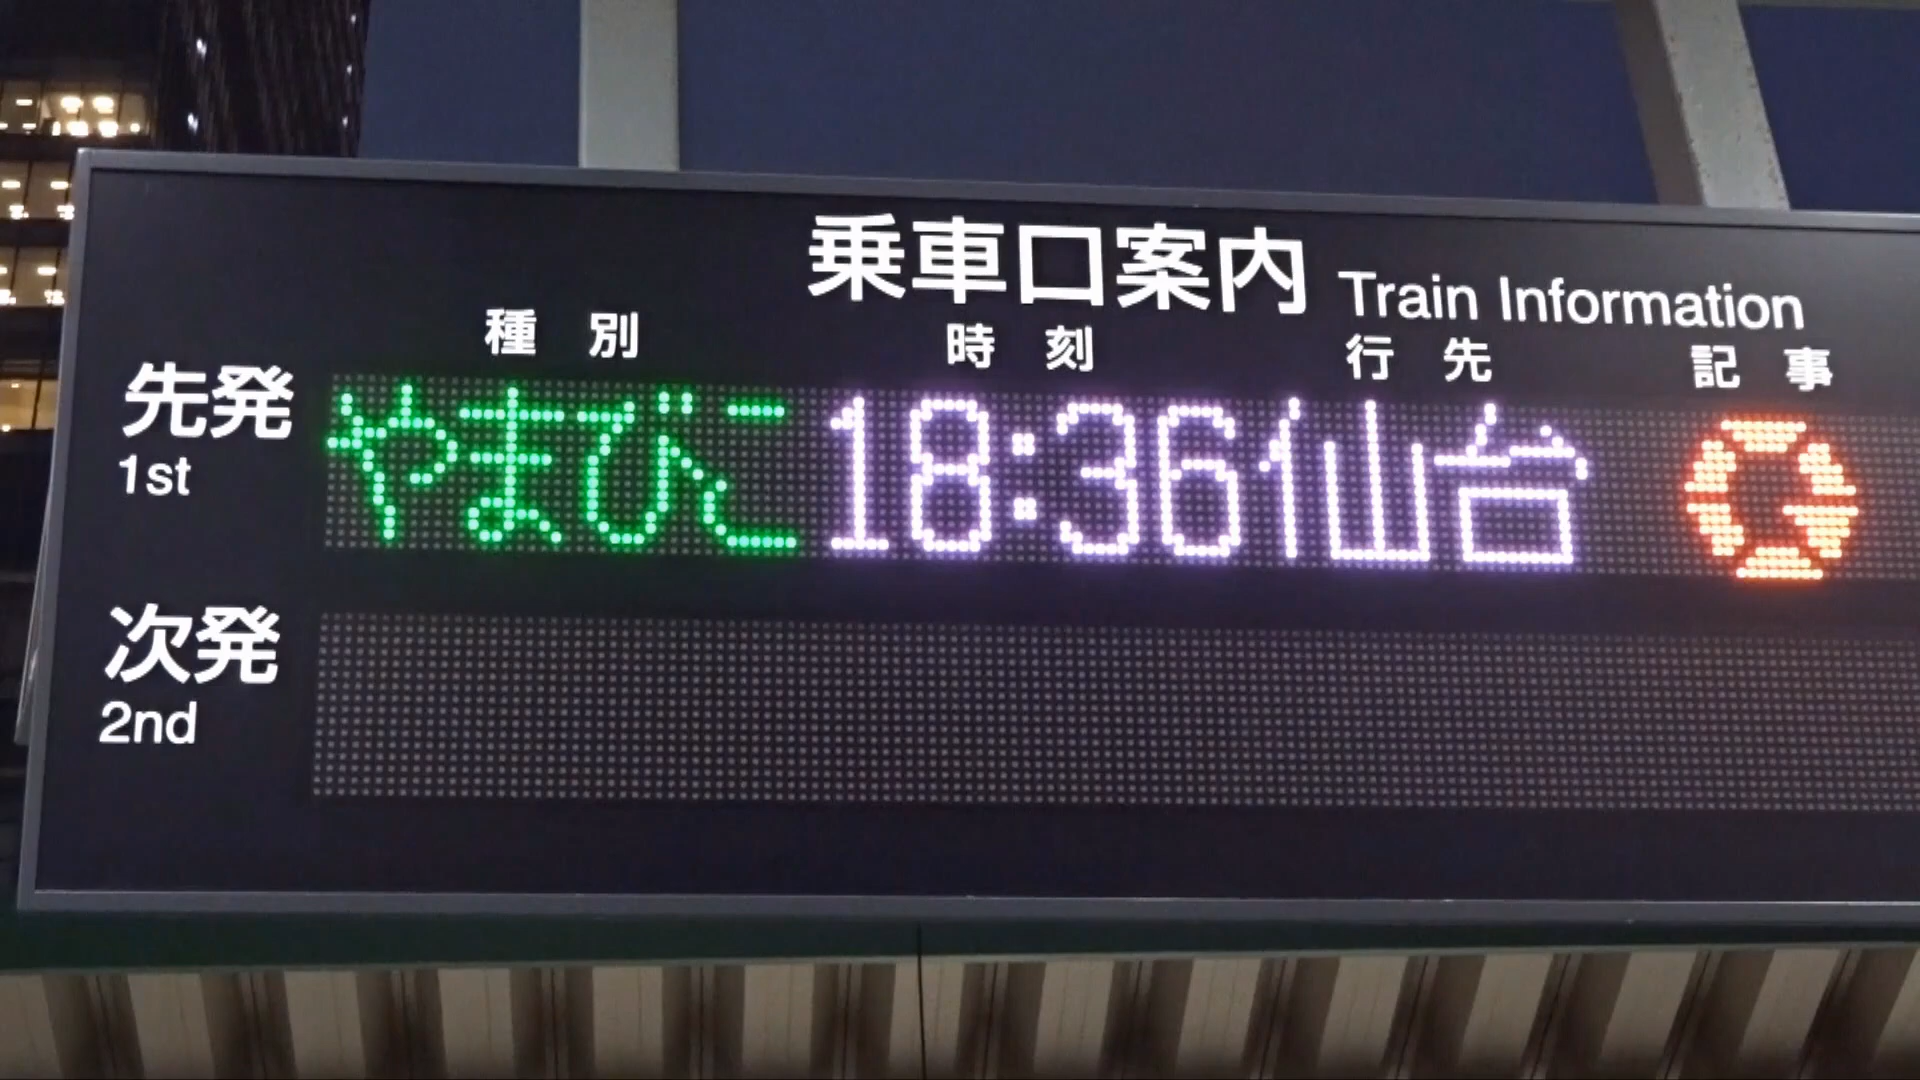 乗車口案内 Train Information
種別 時刻 行先 記事
先発 やまびこ 18:36 仙台
1st
次発
2nd